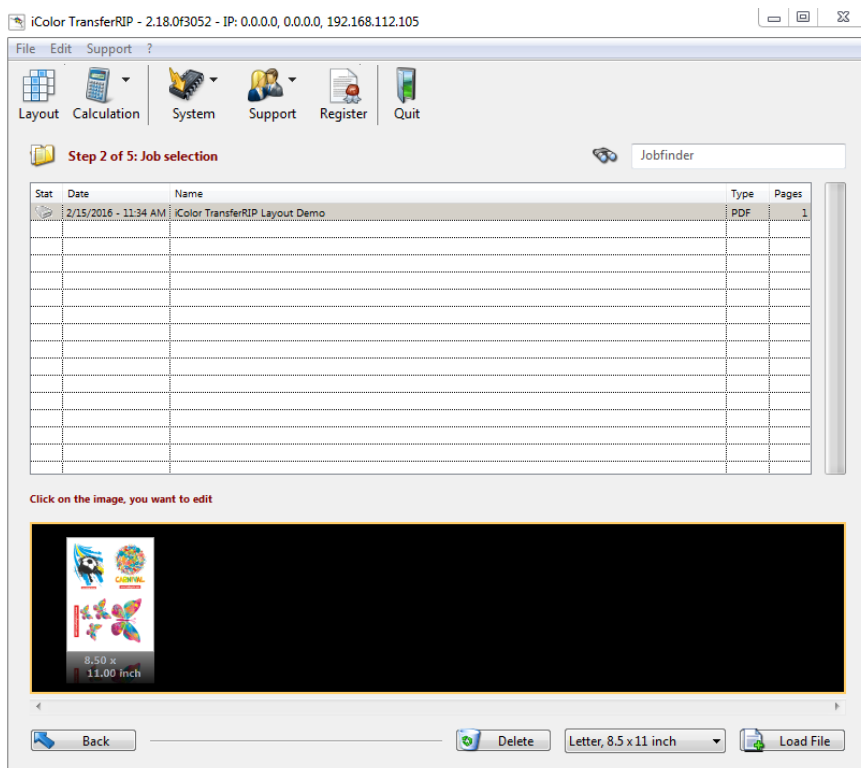 iColor TransferRIP - 2.18.0f3052 - IP: 0.0.0.0, 0.0.0.0, 192.168.112.105
File Edit Support ?
Layout Calculation System Support Register Quit
Step 2 of 5: Job selection Jobfinder
Stat Date Name Type Pages
2/15/2016 - 11:34 AM iColor TransferRIP Layout Demo PDF 1
Click on the image, you want to edit
CARNIVAL
8.50 x
11.00 inch
Back Delete Letter, 8.5 x 11 inch Load File